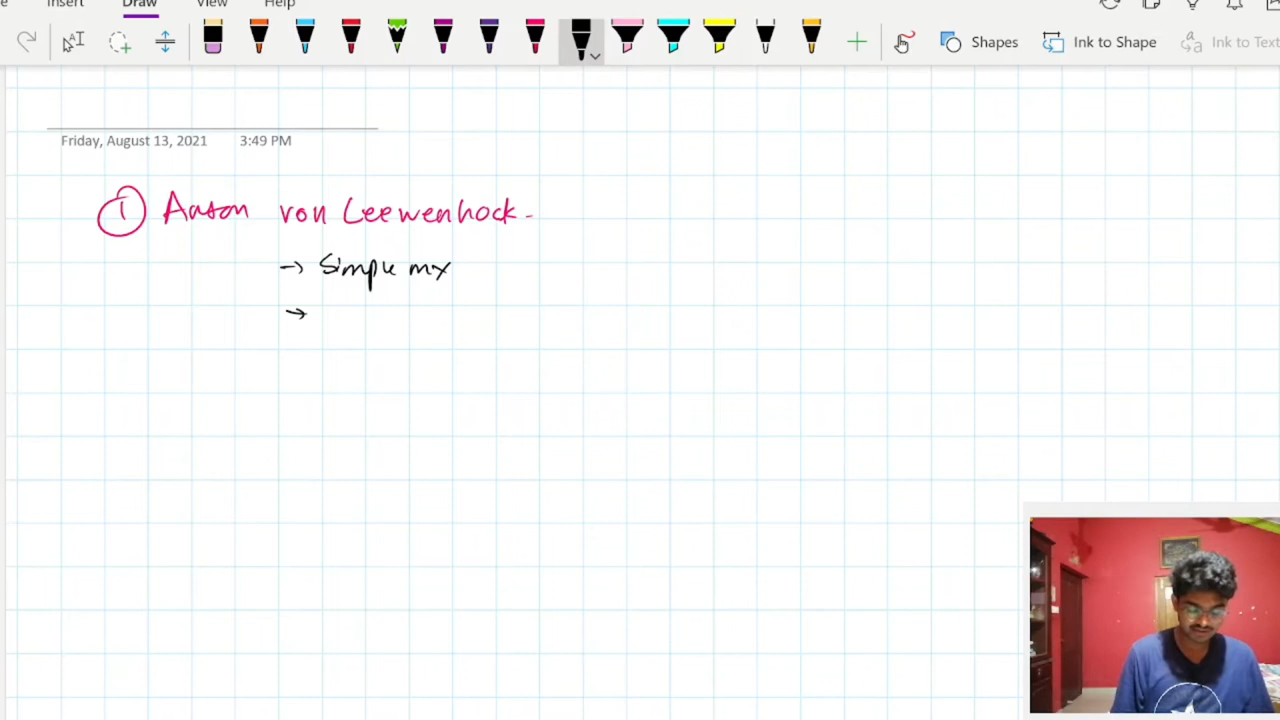 Insert Draw View Help
Shapes Ink to Shape Ink to Text
Friday, August 13, 2021 3:49 PM
① Anton von Leewenhock -
→ Simple mx
→